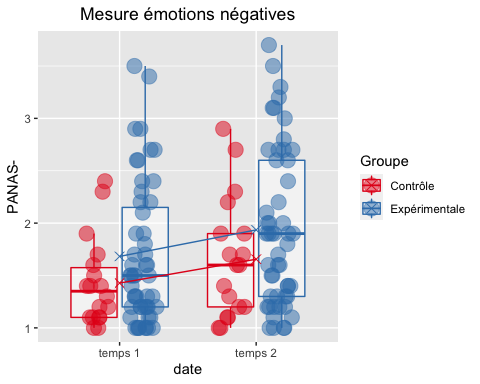 Mesure émotions négatives
PANAS-
3
2
1
temps 1
temps 2
date
Groupe
Contrôle
Expérimentale